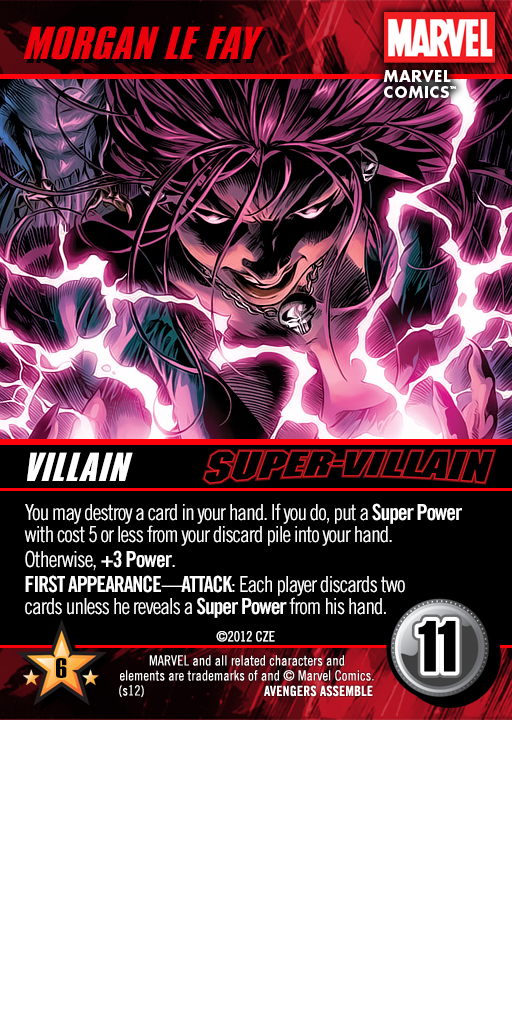 MORGAN LE FAY
MARVEL
MARVEL
COMICS™
VILLAIN
SUPER-VILLAIN
You may destroy a card in your hand. If you do, put a Super Power
with cost 5 or less from your discard pile into your hand.
Otherwise, +3 Power.
FIRST APPEARANCE—ATTACK: Each player discards two
cards unless he reveals a Super Power from his hand.
©2012 CZE
6
MARVEL and all related characters and
elements are trademarks of and © Marvel Comics.
(s12)
AVENGERS ASSEMBLE
11